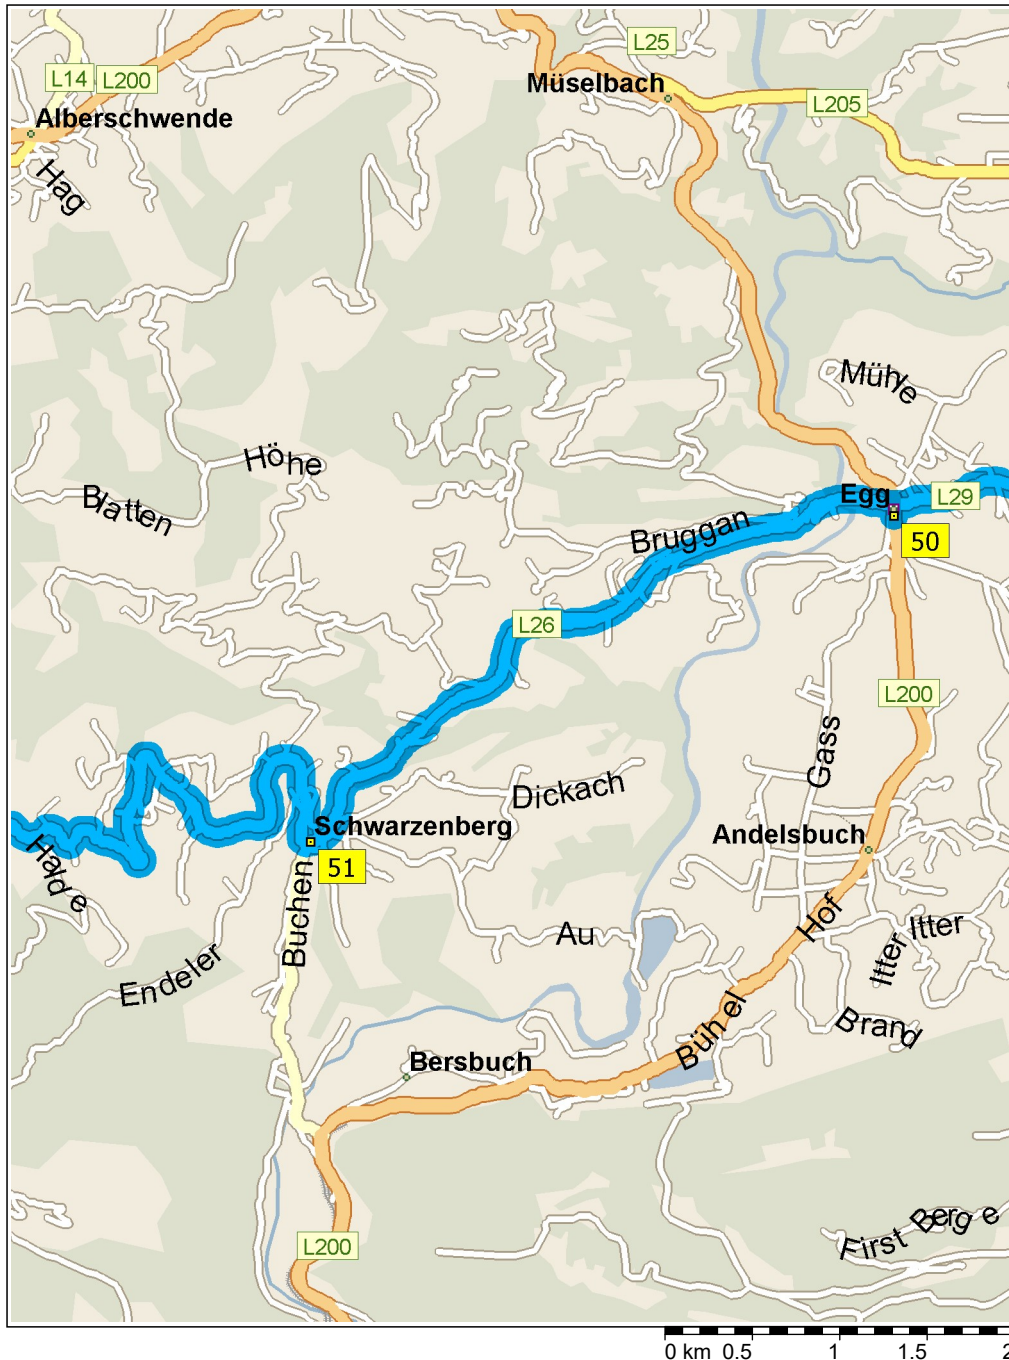 L25
L14
L200
Müselbach
L205
Alberschwende
Hag
Mühle
Höhe
Blatten
Egg
L29
Bruggan
50
L26
L200
Gass
Dickach
Schwarzenberg
Andelsbuch
51
Halde
Buchen
Hof
Au
Itter
Itter
Endeler
Brand
Bühel
Bersbuch
First Berge
L200
0 km 0.5 1 1.5 2